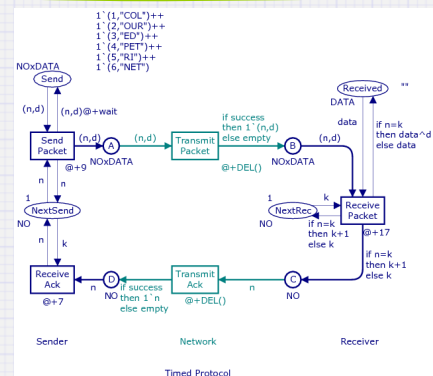 1`(1,"COL")++
1`(2,"OUR")++
1`(3,"ED")++
1`(4,"PET")++
1`(5,"RI")++
1`(6,"NET")
NOxDATA
Send
Received
""
DATA
(n,d)
(n,d)@+wait
data
if n=k
then data^d
else data
if success
then 1`(n,d)
else empty
Send
Packet
(n,d)
A
(n,d)
Transmit
Packet
B
(n,d)
@+9
NOxDATA
@+DEL()
NOxDATA
n
n
1
NextSend
NO
1
NextRec
NO
k
if n=k
then k+1
else k
Receive
Packet
@+17
n
k
if n=k
then k+1
else k
Receive
Ack
n
D
if success
then 1`n
else empty
Transmit
Ack
n
C
@+7
NO
@+DEL()
NO
Sender
Network
Receiver
Timed Protocol